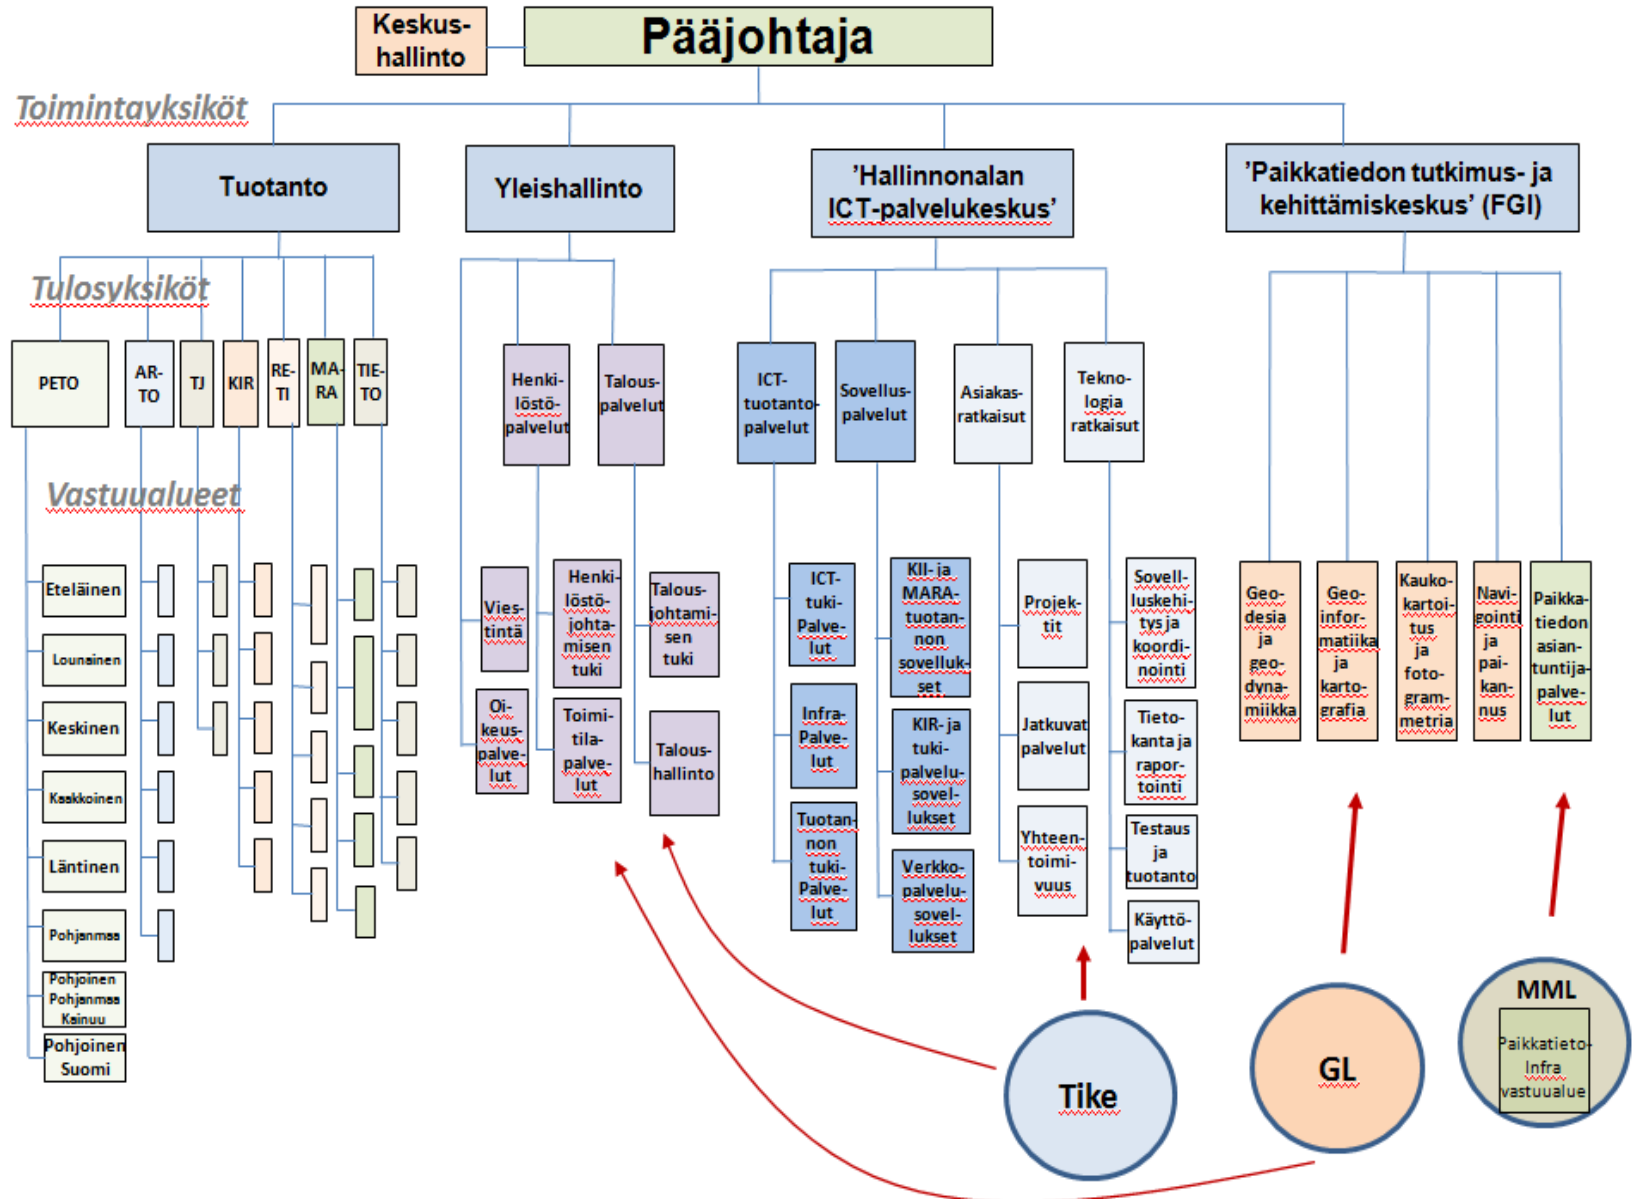 Keskus-
hallinto
Pääjohtaja
Toimintayksiköt
Tuotanto
Yleishallinto
’Hallinnonalan
ICT-palvelukeskus’
’Paikkatiedon tutkimus- ja
kehittämiskeskus’ (FGI)
Tulosyksiköt
PETO
AR-
TO
TJ
KIR
RE-
TI
MA-
RA
TIE-
TO
Henki-
löstö-
palvelut
Talous-
palvelut
ICT-
tuotanto-
palvelut
Sovellus-
palvelut
Asiakas-
ratkaisut
Tekno-
logia
ratkaisut
Vastuualueet
Eteläinen
Lounainen
Keskinen
Kaakkoinen
Läntinen
Pohjanmaa
Pohjoinen
Pohjanmaa
Kainuu
Pohjoinen
Suomi
Vies-
tintä
Oi-
keus-
palve-
lut
Henki-
löstö-
johta-
misen
tuki
Toimi-
tila-
palve-
lut
Talous-
johtami-
sen
tuki
Talous-
hallinto
ICT-
tuki-
Palve-
lut
Infra-
Palve-
lut
Tuotan-
non
tuki-
Palve-
lut
KII- ja
MARA-
tuotan-
non
sovelluk-
set
KIR- ja
tuki-
palvelu-
sovel-
lukset
Verkko-
palvelu-
sovel-
lukset
Projek-
tit
Jatkuvat
palvelut
Yhteen-
toimi-
vuus
Sovell-
luskehi-
tys ja
koordi-
nointi
Tieto-
kanta ja
rapor-
tointi
Testaus
ja
tuotanto
Käyttö-
palvelut
Geo-
desia
ja
geo-
dyna-
miikka
Geo-
infor-
matiika
ja
karto-
grafia
Kauko-
kartoi-
tus
ja
foto-
gram-
metria
Navi-
gointi
ja
pai-
kan-
nus
Paikka-
tiedon
asian-
tuntija-
palve-
lut
Tike
GL
MML
Paikkatieto-
Infra
vastuualue